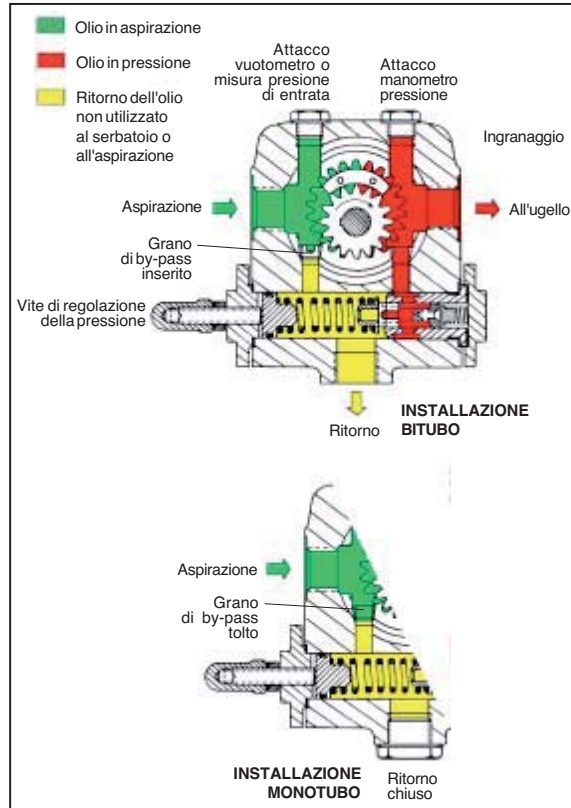 Olio in aspirazione
Olio in pressione
Ritorno dell'olio
non utilizzato
al serbatoio o
all'aspirazione
Attacco
vuotometro o
misura presione
di entrata
Attacco
manometro
pressione
Ingranaggio
Aspirazione
All'ugello
Grano
di by-pass
inserito
Vite di regolazione
della pressione
Ritorno
INSTALLAZIONE
BITUBO
Aspirazione
Grano
di by-pass
tolto
INSTALLAZIONE
MONOTUBO
Ritorno
chiuso